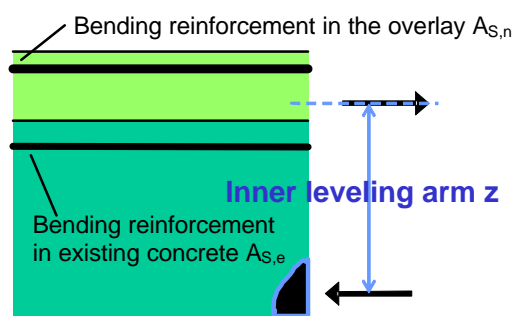 Bending reinforcement in the overlay AS,n
Inner leveling arm z
Bending reinforcement
in existing concrete AS,e